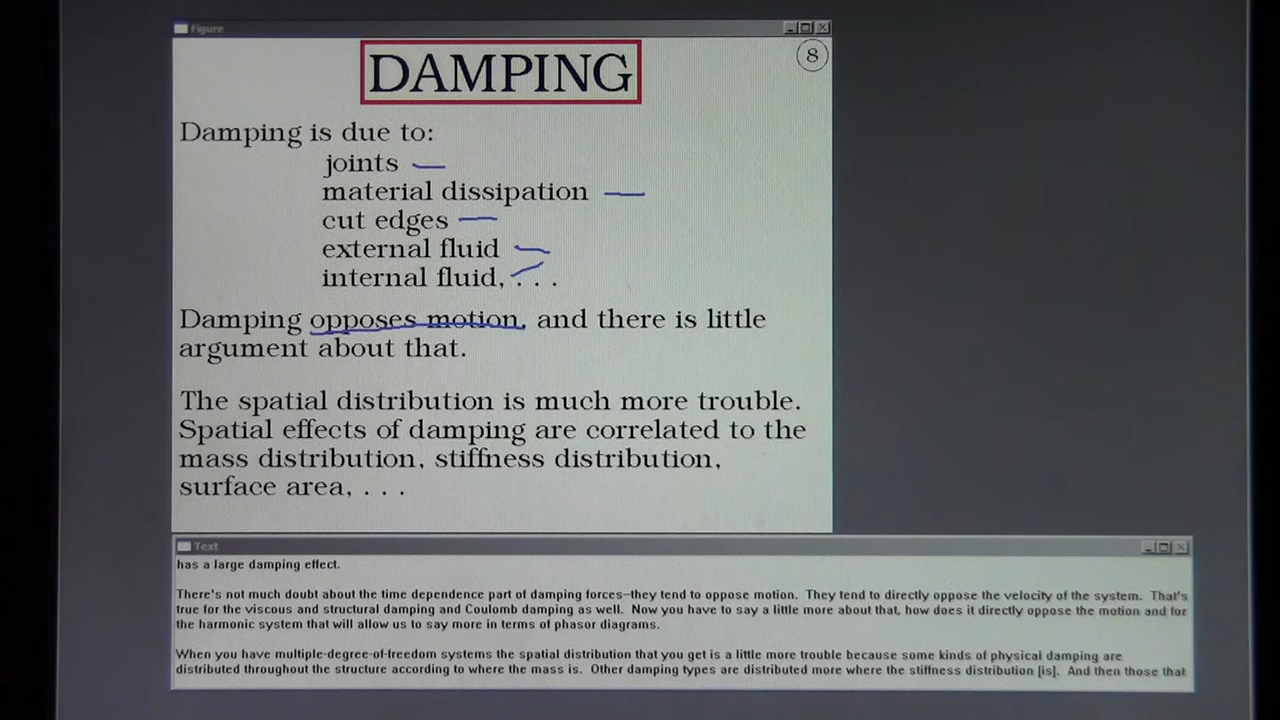 Figure
DAMPING
8
Damping is due to:
joints
material dissipation
cut edges
external fluid
internal fluid, . . .
Damping opposes motion, and there is little
argument about that.
The spatial distribution is much more trouble.
Spatial effects of damping are correlated to the
mass distribution, stiffness distribution,
surface area, . . .
Text
has a large damping effect.
There's not much doubt about the time dependence part of damping forces–they tend to oppose motion. They tend to directly oppose the velocity of the system. That's
true for the viscous and structural damping and Coulomb damping as well. Now you have to say a little more about that, how does it directly oppose the motion and for
the harmonic system that will allow us to say more in terms of phasor diagrams.
When you have multiple-degree-of-freedom systems the spatial distribution that you get is a little more trouble because some kinds of physical damping are
distributed throughout the structure according to where the mass is. Other damping types are distributed more where the stiffness distribution [is]. And then those that